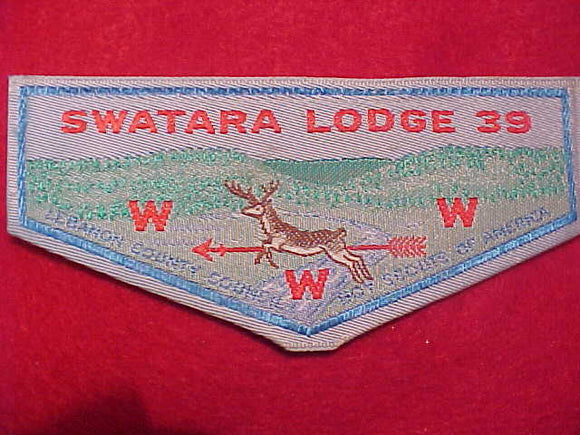 SWATARA LODGE 39
W W
W
LEBANON COUNTY COUNCIL BOY SCOUTS OF AMERICA